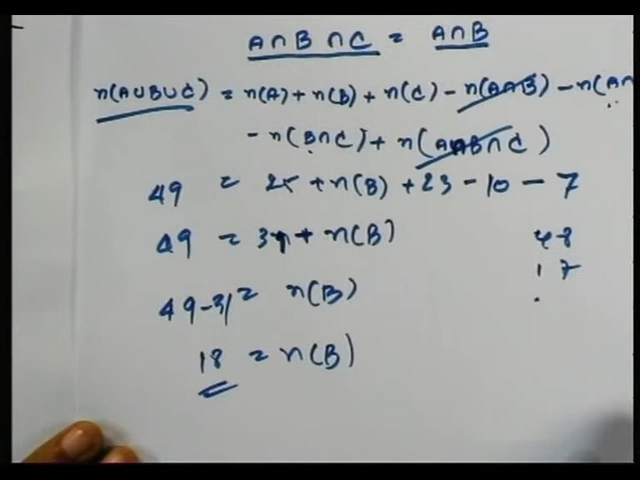 A∩B∩C = A∩B
n(A∪B∪C) = n(A) + n(B) + n(C) - n(A∩B) - n(A∩
- n(B∩C) + n(A∩B∩C)
49 = 25 + n(B) + 23 - 10 - 7
49 = 31 + n(B)
48
17
49-31 = n(B)
18 = n(B)